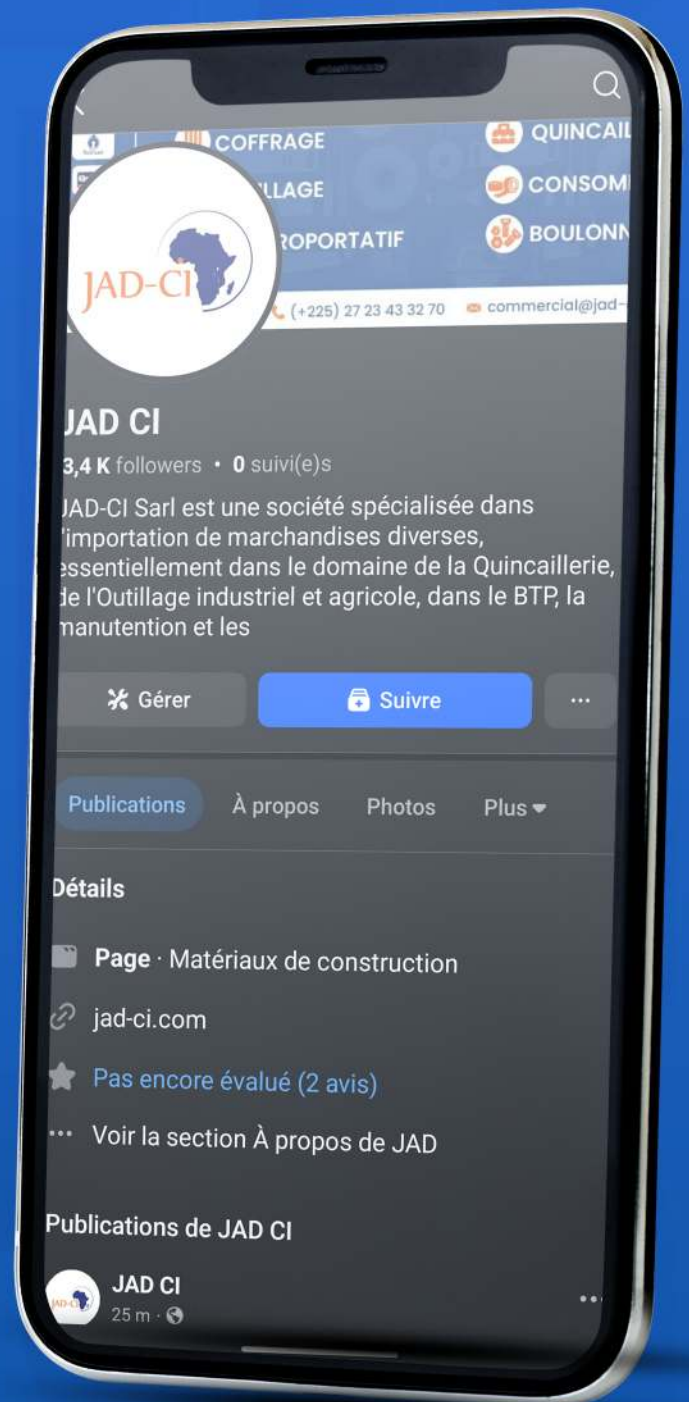 COFFRAGE
QUINCAIL
LLAGE
CONSOM
ROPORTATIF
BOULONN
JAD-CI
(+225) 27 23 43 32 70
commercial@jad-
JAD CI
3,4 K followers • 0 suivi(e)s
JAD-CI Sarl est une société spécialisée dans
l'importation de marchandises diverses,
essentiellement dans le domaine de la Quincaillerie,
de l'Outillage industriel et agricole, dans le BTP, la
manutention et les
Gérer
Suivre
Publications À propos Photos Plus
Détails
Page · Matériaux de construction
jad-ci.com
Pas encore évalué (2 avis)
Voir la section À propos de JAD
Publications de JAD CI
JAD-CI
JAD CI
25 m ·